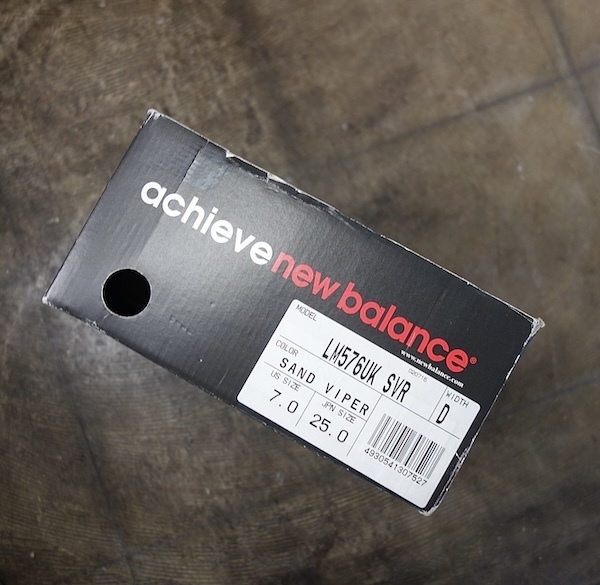 achieve new balance®
www.newbalance.com
MODEL
LM576UK SVR
WIDTH
D
COLOR
SAND VIPER
US SIZE
7.0
JPN SIZE
25.0
4930541307527